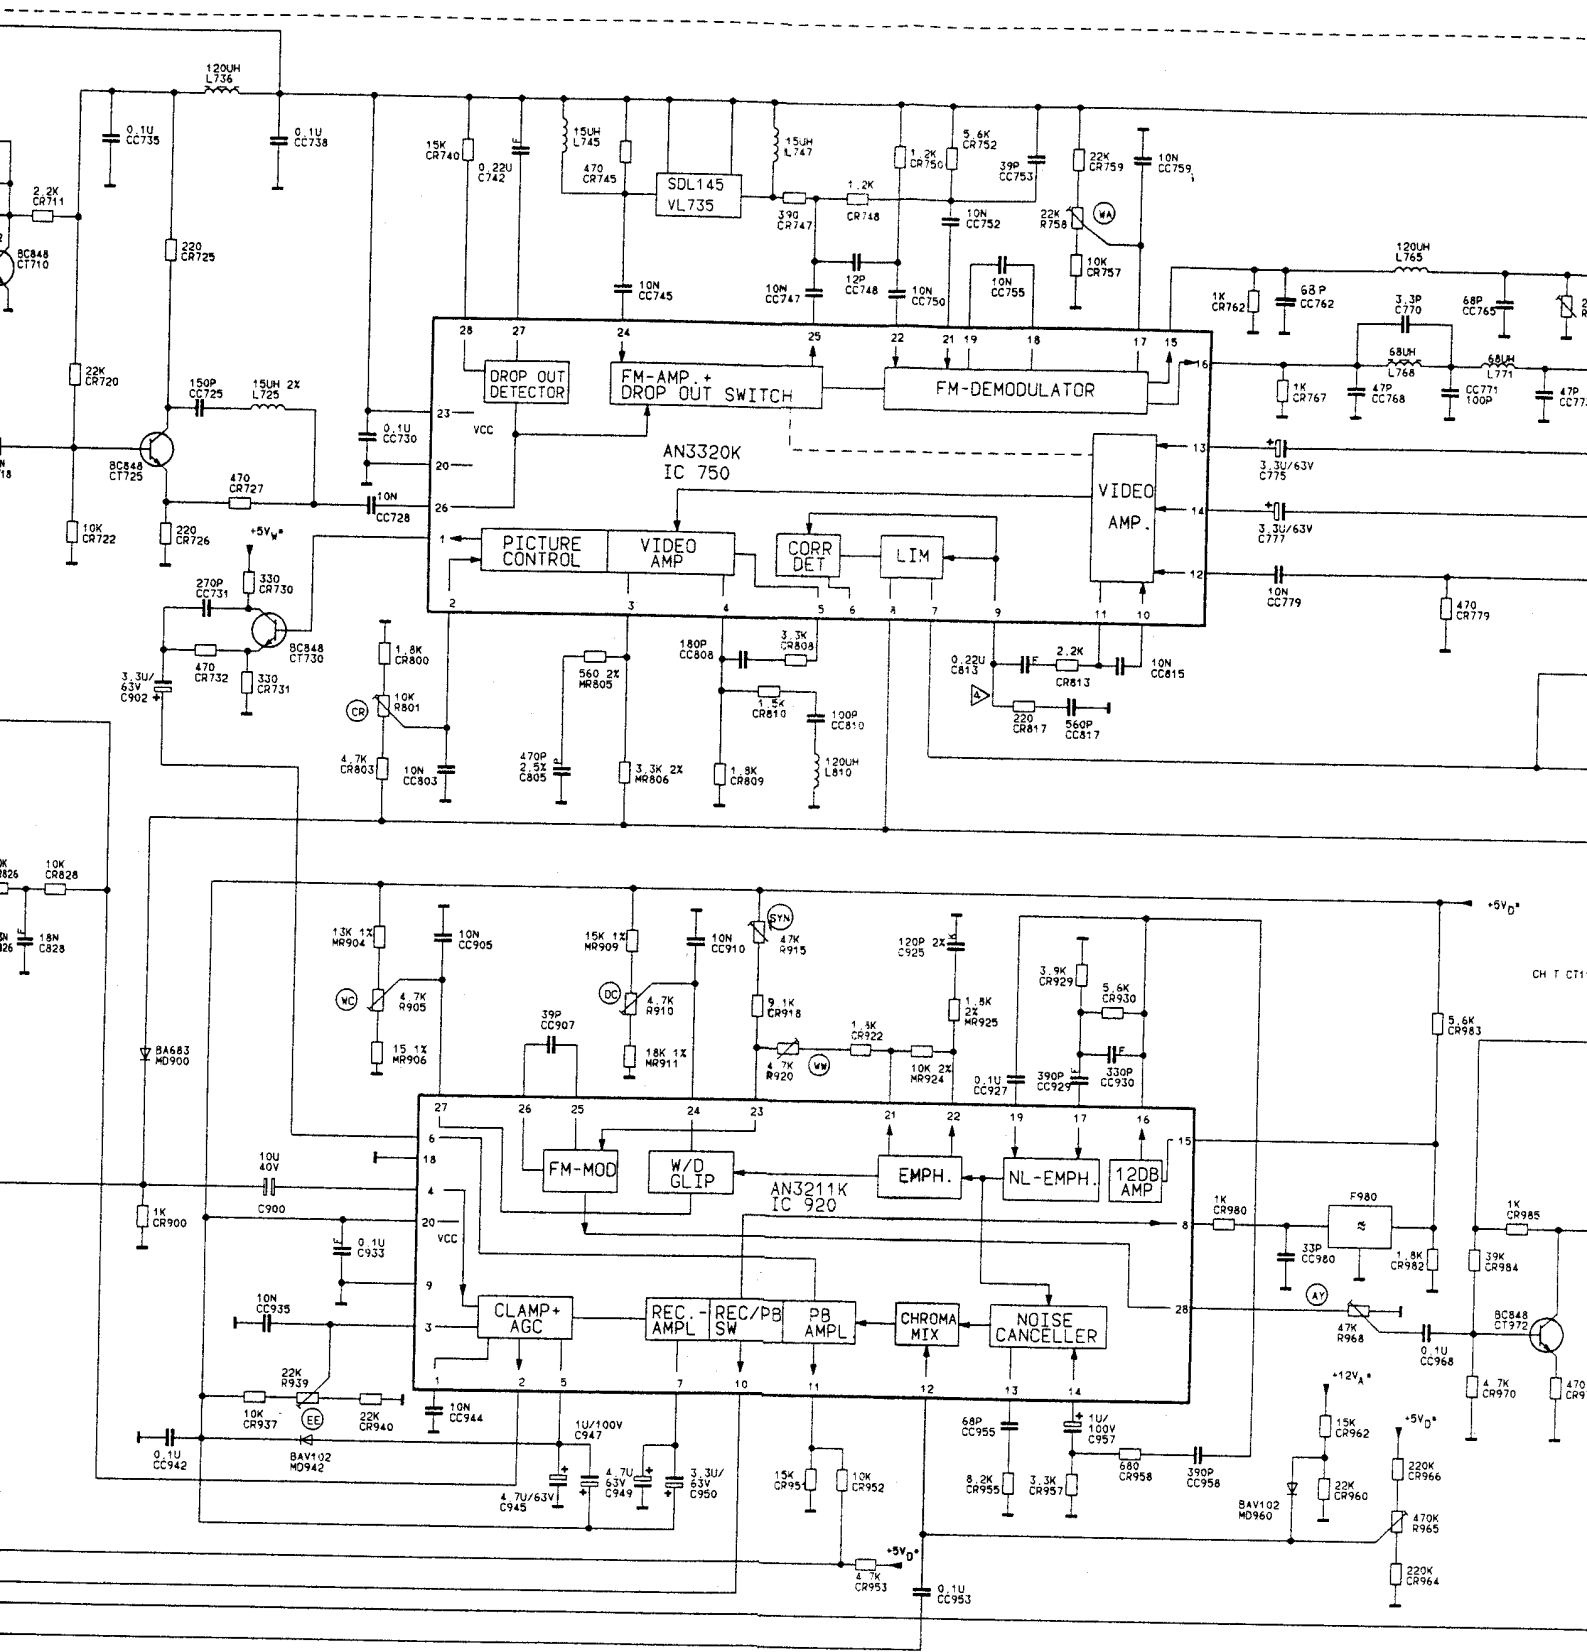 120UH
L736
0.1U
CC735
0.1U
CC738
2.2K
CR711
BC848
CT710
220
CR725
22K
CR720
150P
CC725
15UH 2%
L725
BC848
CT725
470
CR727
10K
CR722
220
CR726
0.1U
CC730
10N
CC728
+5VW*
330
CR730
270P
CC731
BC848
CT730
470
CR732
330
CR731
3.3U/
63V
C902
15K
CR740
0.22U
C742
15UH
L745
470
CR745
SDL145
VL735
15UH
L747
390
CR747
1.2K
CR748
1.2K
CR750
5.6K
CR752
39P
CC753
22K
CR759
10N
CC759
22K
R758
WA
10K
CR757
10N
CC745
10N
CC747
12P
CC748
10N
CC750
10N
CC752
10N
CC755
1K
CR762
68P
CC762
120UH
L765
3.3P
C770
68P
CC765
68UH
L768
68UH
L771
1K
CR767
47P
CC768
CC771
100P
47P
28 27 24 25 22 21 19 18 17 15
DROP OUT
DETECTOR
FM-AMP.+
DROP OUT SWITCH
FM-DEMODULATOR
16
23
VCC
20
26
AN3320K
IC 750
VIDEO
AMP.
13
14
12
3.3U/63V
C775
3.3U/63V
C777
10N
CC779
470
CR779
1
PICTURE
CONTROL
VIDEO
AMP
CORR
DET
LIM
2 3 4 5 6 8 7 9 11 10
1.8K
CR800
10K
R801
CR
4.7K
CR803
10N
CC803
560 2%
MR805
470P
2.5%
C805
3.3K 2%
MR806
180P
CC808
3.3K
CR808
1.5K
CR810
100P
CC810
1.8K
CR809
120UH
L810
0.22U
C813
2.2K
CR813
10N
CC815
4
220
CR817
560P
CC817
10K
CR828
18N
C828
BA683
MD900
13K 1%
MR904
10N
CC905
WC
4.7K
R905
15 1%
MR906
39P
CC907
15K 1%
MR909
10N
CC910
DC
4.7K
R910
18K 1%
MR911
SYN
47K
R915
9.1K
CR918
4.7K
R920
WW
1.8K
CR922
120P 2%
C925
1.8K
2%
MR925
10K 2%
MR924
0.1U
CC927
3.9K
CR929
5.6K
CR930
390P
CC929
330P
CC930
+5VD*
CH T CT11
5.6K
CR983
27 26 25 24 23 21 22 19 17 16
6
18
4
20
VCC
9
3
FM-MOD
W/D
GLIP
EMPH.
NL-EMPH.
12DB
AMP
15
AN3211K
IC 920
8
28
CLAMP+
AGC
REC.-
AMPL
REC/PB
SW
PB
AMPL
CHROMA
MIX
NOISE
CANCELLER
1 2 5 7 10 11 12 13 14
10U
40V
C900
1K
CR900
0.1U
C933
10N
CC935
22K
R939
10K
CR937
EE
22K
CR940
10N
CC944
0.1U
CC942
BAV102
MD942
1U/100V
C947
4.7U/63V
C945
4.7U
63V
C949
3.3U/
63V
C950
15K
CR951
10K
CR952
4.7K
CR953
+5VD*
0.1U
CC953
68P
CC955
8.2K
CR955
1U/
100V
C957
3.3K
CR957
680
CR958
390P
CC958
1K
CR980
33P
CC980
F980
1.8K
CR982
1K
CR985
39K
CR984
AY
47K
R968
0.1U
CC968
BC848
CT972
4.7K
CR970
470
+12VA*
15K
CR962
22K
CR960
BAV102
MD960
+5VD*
220K
CR966
470K
R965
220K
CR964